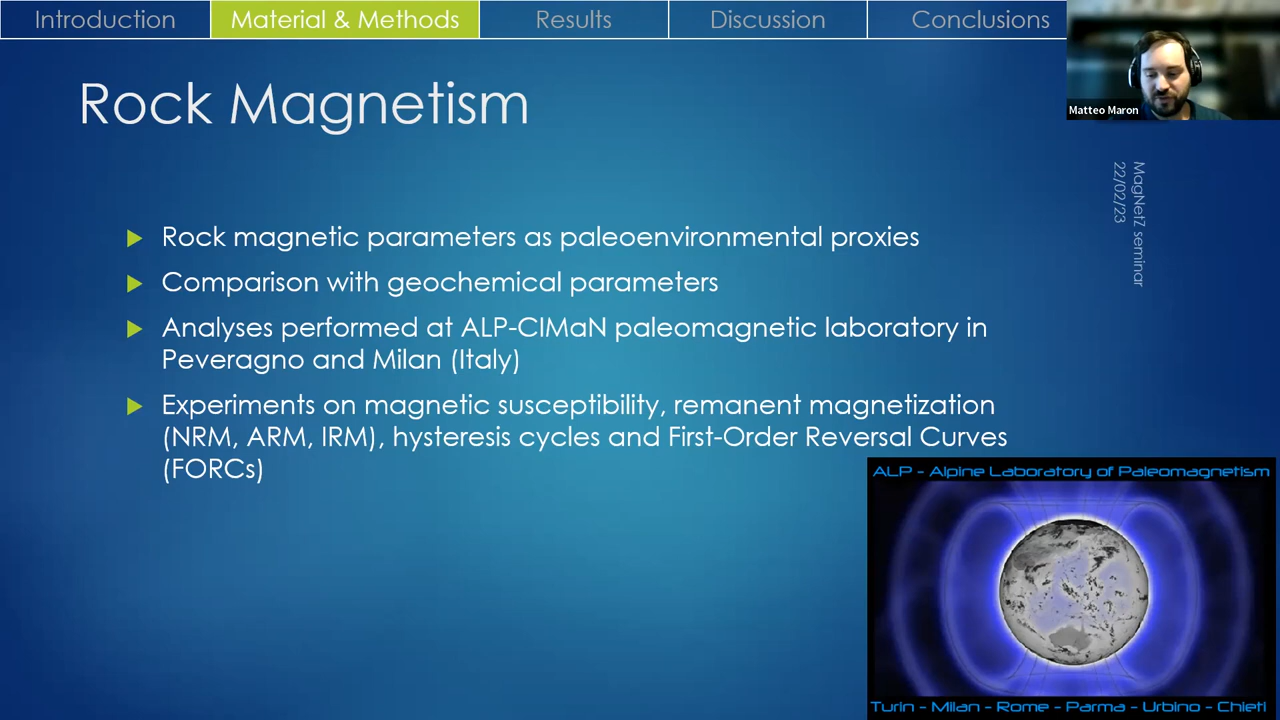 Introduction
Material & Methods
Results
Discussion
Conclusions
Matteo Maron
Rock Magnetism
MagNetZ seminar
22/02/23
Rock magnetic parameters as paleoenvironmental proxies
Comparison with geochemical parameters
Analyses performed at ALP-CIMaN paleomagnetic laboratory in
Peveragno and Milan (Italy)
Experiments on magnetic susceptibility, remanent magnetization
(NRM, ARM, IRM), hysteresis cycles and First-Order Reversal Curves
(FORCs)
ALP - Alpine Laboratory of Paleomagnetism
Turin - Milan - Rome - Parma - Urbino - Chieti